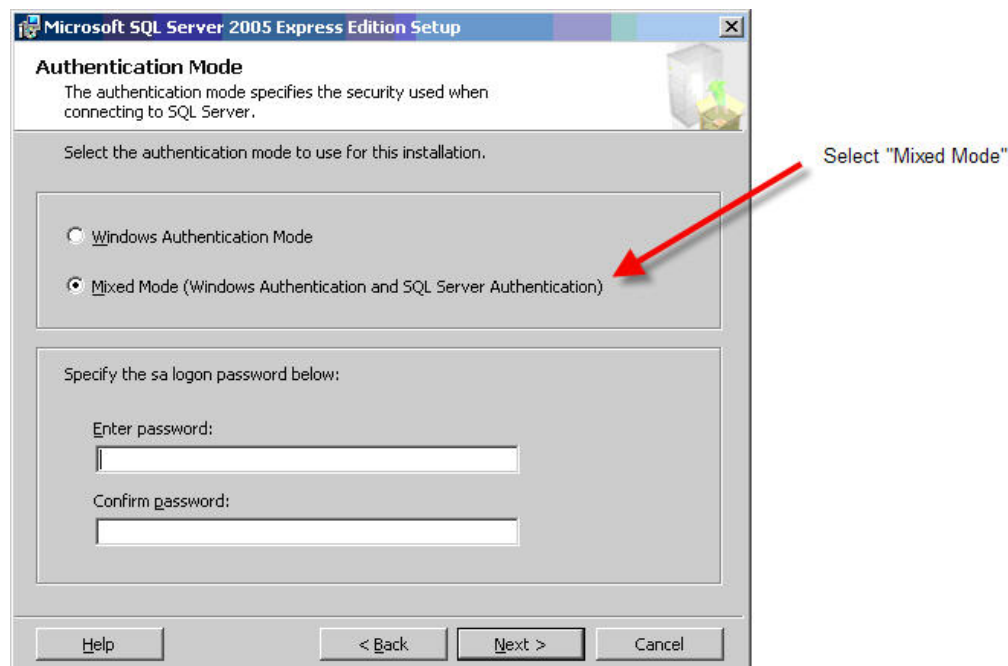 Microsoft SQL Server 2005 Express Edition Setup
Authentication Mode
The authentication mode specifies the security used when
connecting to SQL Server.
Select the authentication mode to use for this installation.
Select "Mixed Mode"
Windows Authentication Mode
Mixed Mode (Windows Authentication and SQL Server Authentication)
Specify the sa logon password below:
Enter password:
Confirm password:
Help
< Back
Next >
Cancel